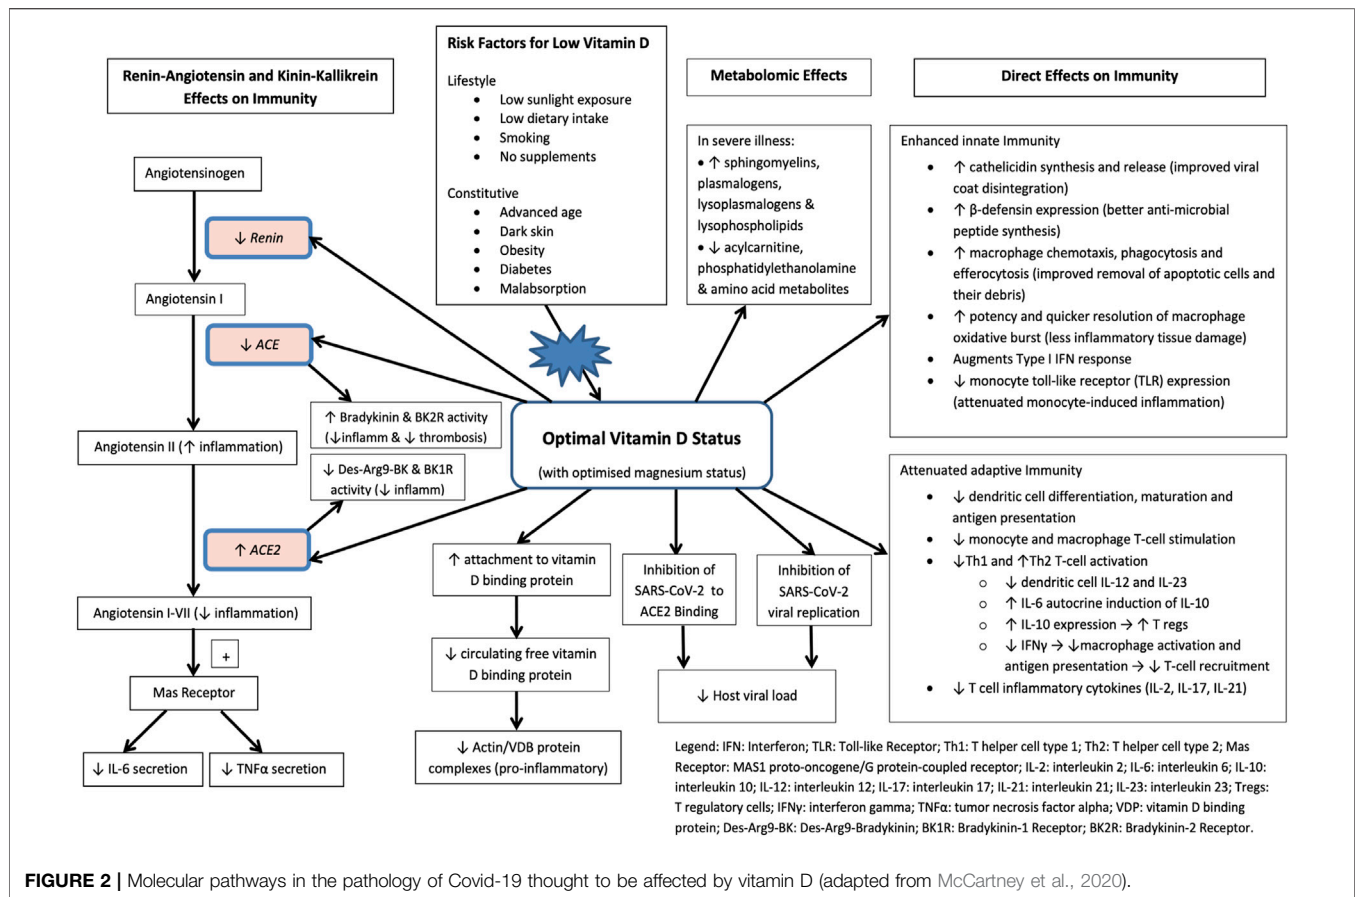 Renin-Angiotensin and Kinin-Kallikrein
Effects on Immunity
Angiotensinogen
↓ Renin
Angiotensin I
↓ ACE
↑ Bradykinin & BK2R activity
(↓inflamm & ↓ thrombosis)
Angiotensin II (↑ inflammation)
↓ Des-Arg9-BK & BK1R
activity (↓ inflamm)
↑ ACE2
Angiotensin I-VII (↓ inflammation)
+
Mas Receptor
↓ IL-6 secretion
↓ TNFα secretion
Risk Factors for Low Vitamin D
Lifestyle
• Low sunlight exposure
• Low dietary intake
• Smoking
• No supplements
Constitutive
• Advanced age
• Dark skin
• Obesity
• Diabetes
• Malabsorption
Optimal Vitamin D Status
(with optimised magnesium status)
↑ attachment to vitamin
D binding protein
↓ circulating free vitamin
D binding protein
↓ Actin/VDB protein
complexes (pro-inflammatory)
Inhibition of
SARS-CoV-2 to
ACE2 Binding
Inhibition of
SARS-CoV-2
viral replication
↓ Host viral load
Metabolomic Effects
In severe illness:
• ↑ sphingomyelins,
plasmalogens,
lysoplasmalogens &
lysophospholipids
• ↓ acylcarnitine,
phosphatidylethanolamine
& amino acid metabolites
Direct Effects on Immunity
Enhanced innate Immunity
• ↑ cathelicidin synthesis and release (improved viral
coat disintegration)
• ↑ β-defensin expression (better anti-microbial
peptide synthesis)
• ↑ macrophage chemotaxis, phagocytosis and
efferocytosis (improved removal of apoptotic cells and
their debris)
• ↑ potency and quicker resolution of macrophage
oxidative burst (less inflammatory tissue damage)
• Augments Type I IFN response
• ↓ monocyte toll-like receptor (TLR) expression
(attenuated monocyte-induced inflammation)
Attenuated adaptive Immunity
• ↓ dendritic cell differentiation, maturation and
antigen presentation
• ↓ monocyte and macrophage T-cell stimulation
• ↓Th1 and ↑Th2 T-cell activation
○ ↓ dendritic cell IL-12 and IL-23
○ ↑ IL-6 autocrine induction of IL-10
○ ↑ IL-10 expression → ↑ T regs
○ ↓ IFNγ → ↓macrophage activation and
antigen presentation → ↓ T-cell recruitment
• ↓ T cell inflammatory cytokines (IL-2, IL-17, IL-21)
Legend: IFN: Interferon; TLR: Toll-like Receptor; Th1: T helper cell type 1; Th2: T helper cell type 2; Mas
Receptor: MAS1 proto-oncogene/G protein-coupled receptor; IL-2: interleukin 2; IL-6: interleukin 6; IL-10:
interleukin 10; IL-12: interleukin 12; IL-17: interleukin 17; IL-21: interleukin 21; IL-23: interleukin 23; Tregs:
T regulatory cells; IFNγ: interferon gamma; TNFα: tumor necrosis factor alpha; VDP: vitamin D binding
protein; Des-Arg9-BK: Des-Arg9-Bradykinin; BK1R: Bradykinin-1 Receptor; BK2R: Bradykinin-2 Receptor.
FIGURE 2 | Molecular pathways in the pathology of Covid-19 thought to be affected by vitamin D (adapted from McCartney et al., 2020).